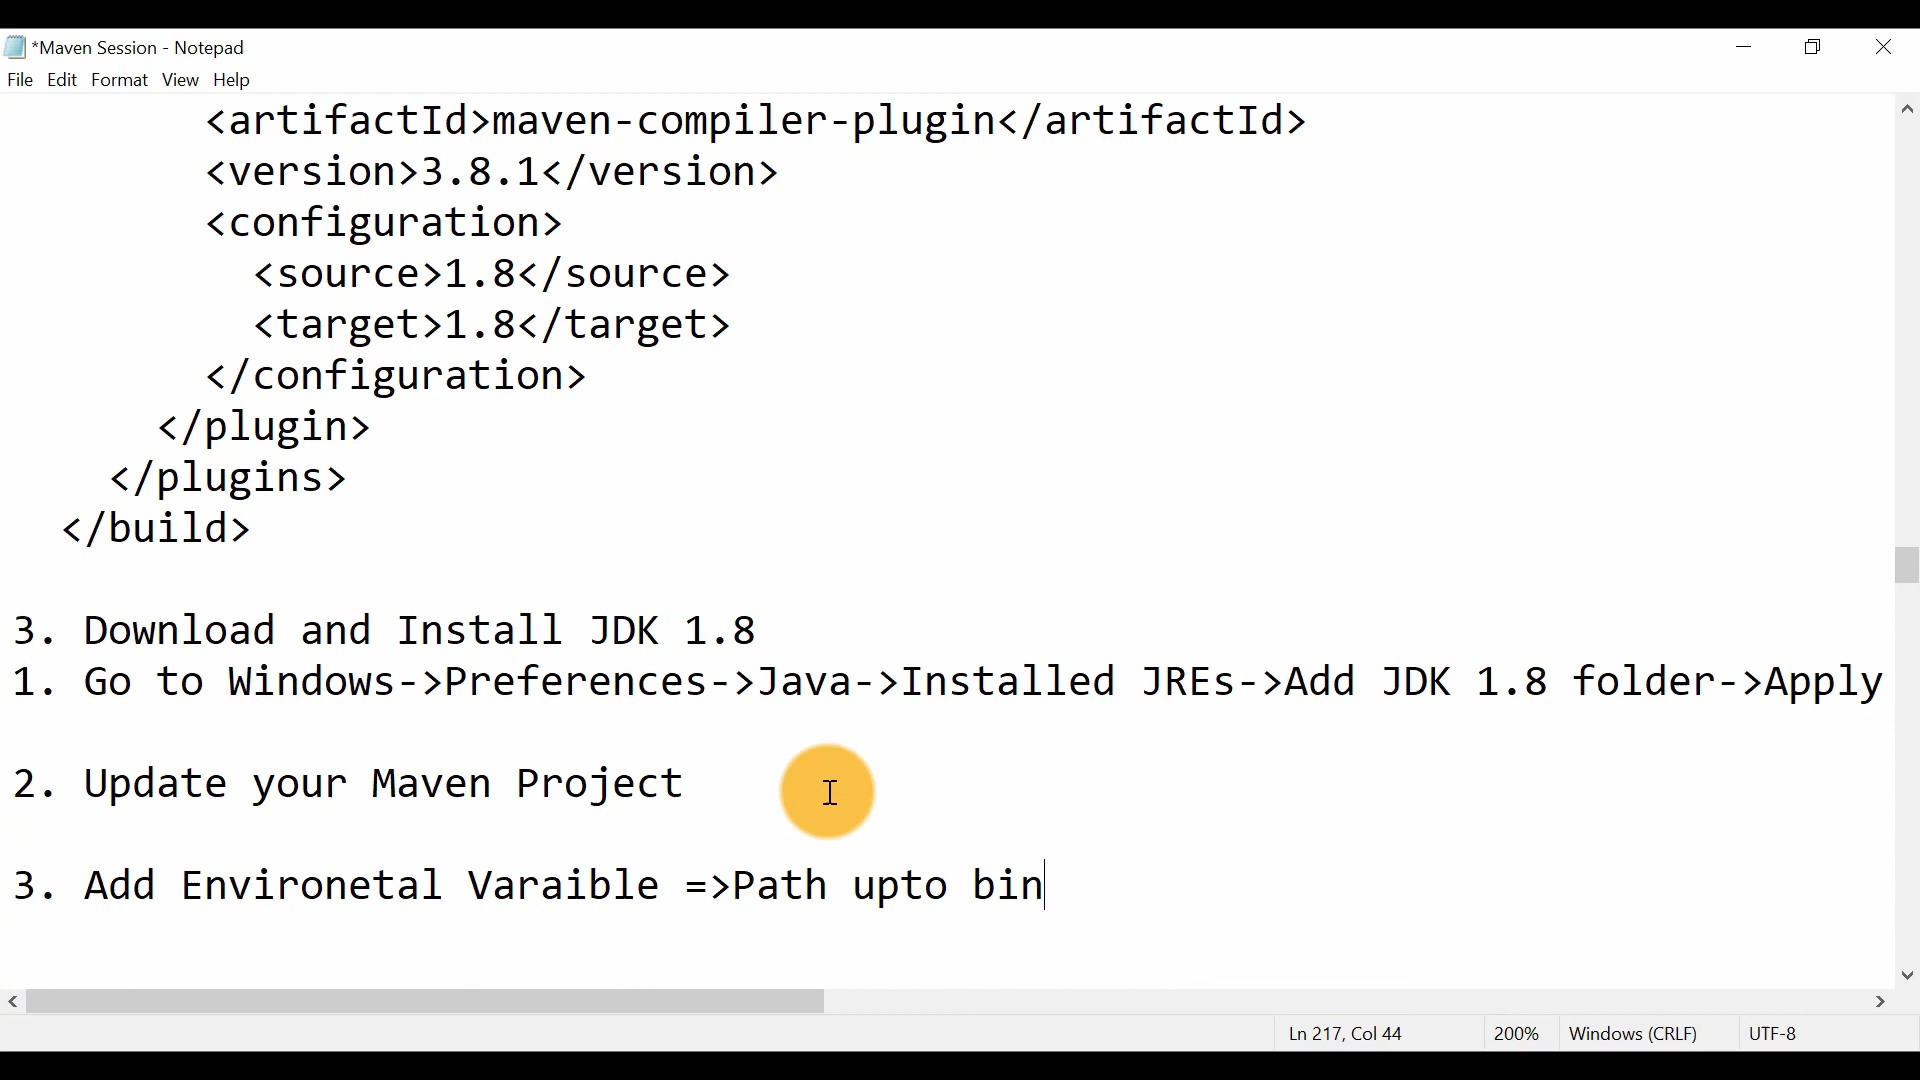 *Maven Session - Notepad
File Edit Format View Help
<artifactId>maven-compiler-plugin</artifactId>
<version>3.8.1</version>
<configuration>
<source>1.8</source>
<target>1.8</target>
</configuration>
</plugin>
</plugins>
</build>
3. Download and Install JDK 1.8
1. Go to Windows->Preferences->Java->Installed JREs->Add JDK 1.8 folder->Apply
2. Update your Maven Project
3. Add Environetal Varaible =>Path upto bin
Ln 217, Col 44 200% Windows (CRLF) UTF-8